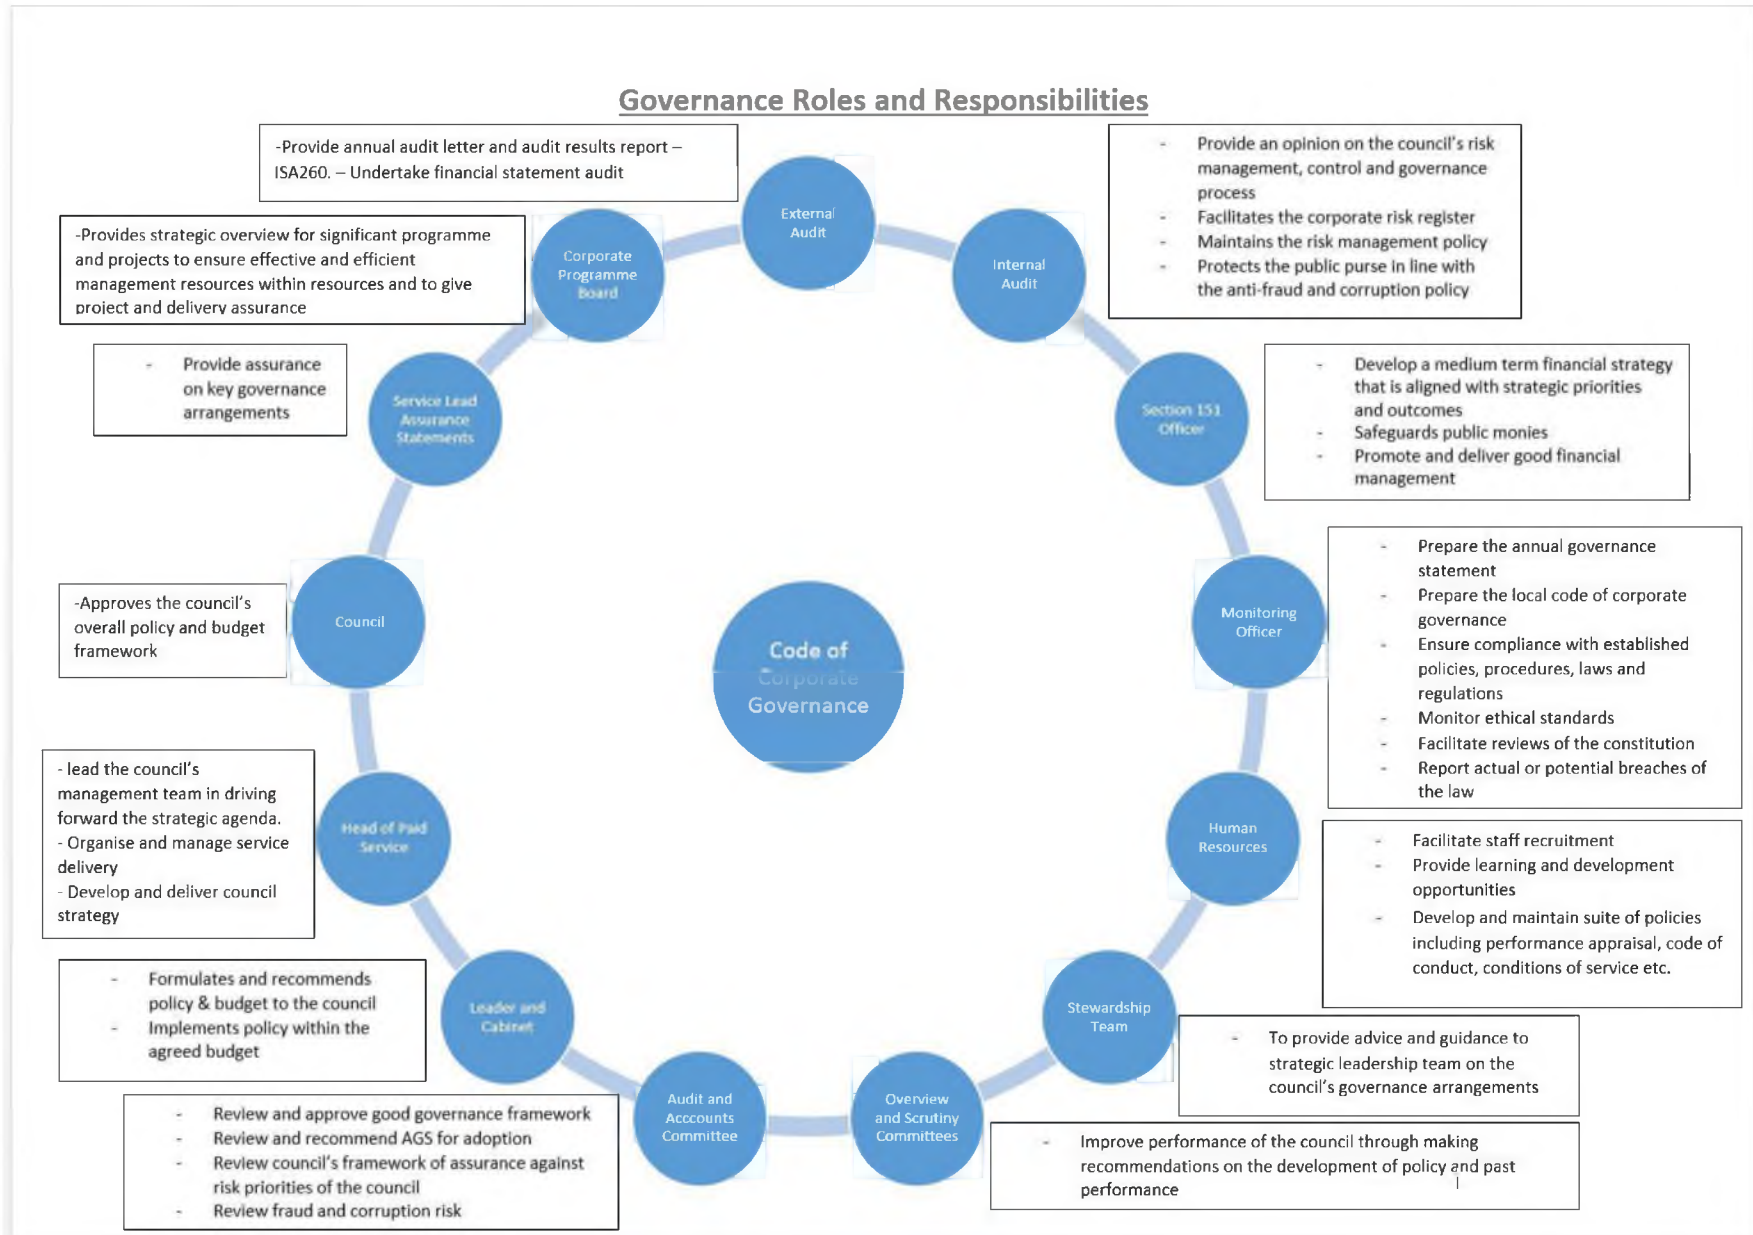 Governance Roles and Responsibilities
-Provide annual audit letter and audit results report –
ISA260. – Undertake financial statement audit
External
Audit
- Provide an opinion on the council's risk
management, control and governance
process
- Facilitates the corporate risk register
- Maintains the risk management policy
- Protects the public purse in line with
the anti-fraud and corruption policy
-Provides strategic overview for significant programme
and projects to ensure effective and efficient
management resources within resources and to give
project and delivery assurance
Corporate
Programme
Board
Internal
Audit
- Provide assurance
on key governance
arrangements
Service Lead
Assurance
Statements
Section 151
Officer
- Develop a medium term financial strategy
that is aligned with strategic priorities
and outcomes
- Safeguards public monies
- Promote and deliver good financial
management
-Approves the council's
overall policy and budget
framework
Council
Code of
Corporate
Governance
Monitoring
Officer
- Prepare the annual governance
statement
- Prepare the local code of corporate
governance
- Ensure compliance with established
policies, procedures, laws and
regulations
- Monitor ethical standards
- Facilitate reviews of the constitution
- Report actual or potential breaches of
the law
- lead the council's
management team in driving
forward the strategic agenda.
- Organise and manage service
delivery
- Develop and deliver council
strategy
Head of Paid
Service
Human
Resources
- Facilitate staff recruitment
- Provide learning and development
opportunities
- Develop and maintain suite of policies
including performance appraisal, code of
conduct, conditions of service etc.
- Formulates and recommends
policy & budget to the council
- Implements policy within the
agreed budget
Leader and
Cabinet
Stewardship
Team
- To provide advice and guidance to
strategic leadership team on the
council's governance arrangements
- Review and approve good governance framework
- Review and recommend AGS for adoption
- Review council's framework of assurance against
risk priorities of the council
- Review fraud and corruption risk
Audit and
Acccounts
Committee
Overview
and Scrutiny
Committees
- Improve performance of the council through making
recommendations on the development of policy and past
performance